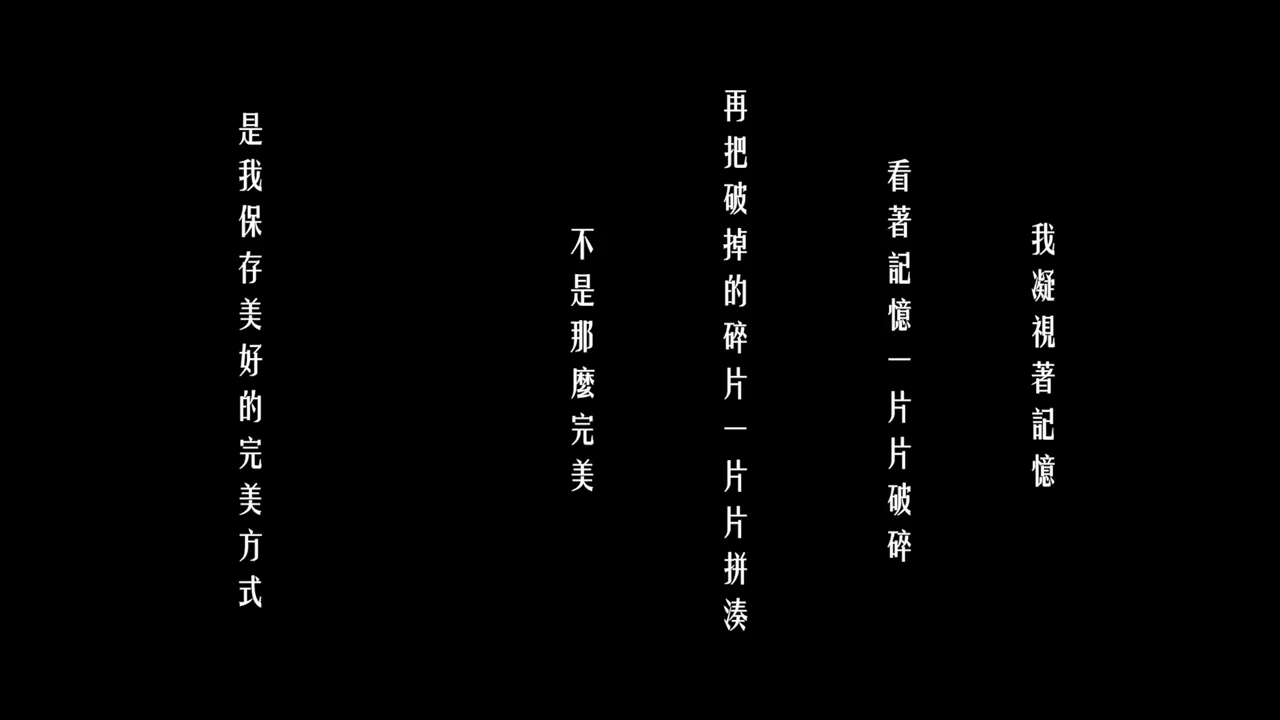 我凝視著記憶
看著記憶一片片破碎
再把破掉的碎片一片片拼湊
不是那麼完美
是我保存美好的完美方式